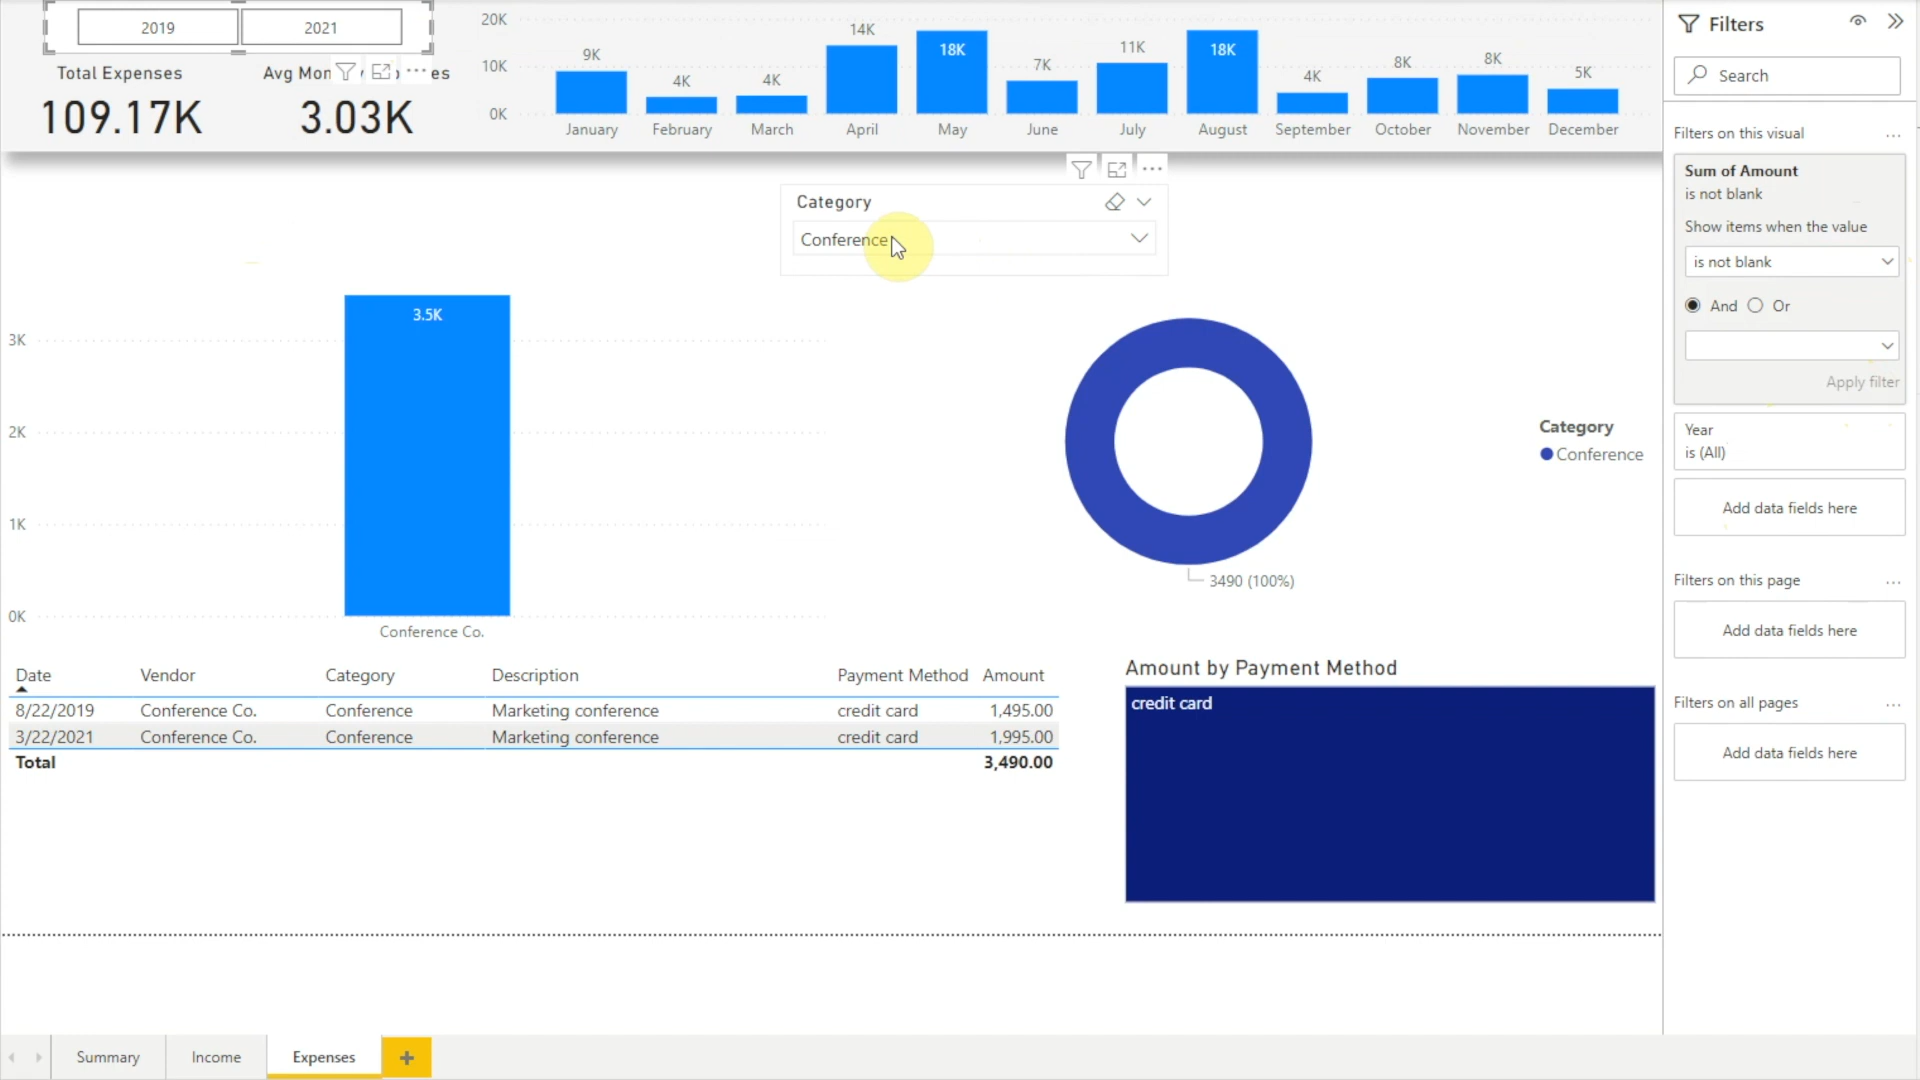 2019 2021
Total Expenses
109.17K
3.03K
20K
10K
0K
9K 4K 4K 14K 18K 7K 11K 18K 4K 8K 8K 5K
January February March April May June July August September October November December
Category
Conference
3K
2K
1K
0K
3.5K
Conference Co.
3490 (100%)
Category
Conference
Date Vendor Category Description Payment Method Amount
8/22/2019 Conference Co. Conference Marketing conference credit card 1,495.00
3/22/2021 Conference Co. Conference Marketing conference credit card 1,995.00
Total 3,490.00
Amount by Payment Method
credit card
Filters
Search
Filters on this visual ...
Sum of Amount
is not blank
Show items when the value
is not blank
And Or
Apply filter
Year
is (All)
Add data fields here
Filters on this page ...
Add data fields here
Filters on all pages ...
Add data fields here
Summary Income Expenses +